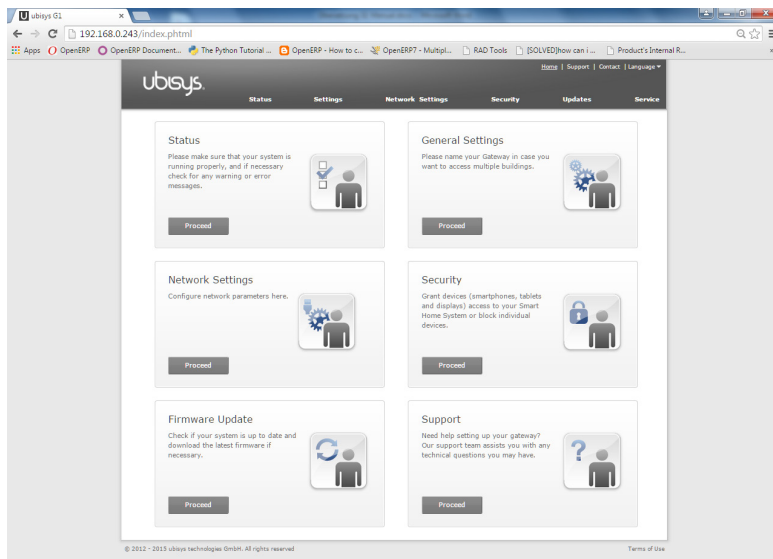 ubisys G1
192.168.0.243/index.phtml
Apps OpenERP OpenERP Document... The Python Tutorial ... OpenERP - How to c... OpenERP7 - Multipl... RAD Tools [SOLVED]how can i ... Product's Internal R... »
Home | Support | Contact | Language
ubisys.
Status Settings Network Settings Security Updates Service
Status
Please make sure that your system is
running properly, and if necessary
check for any warning or error
messages.
Proceed
General Settings
Please name your Gateway in case you
want to access multiple buildings.
Proceed
Network Settings
Configure network parameters here.
Proceed
Security
Grant devices (smartphones, tablets
and displays) access to your Smart
Home System or block individual
devices.
Proceed
Firmware Update
Check if your system is up to date and
download the latest firmware if
necessary.
Proceed
Support
Need help setting up your gateway?
Our support team assists you with any
technical questions you may have.
?
Proceed
© 2012 - 2015 ubisys technologies GmbH. All rights reserved
Terms of Use